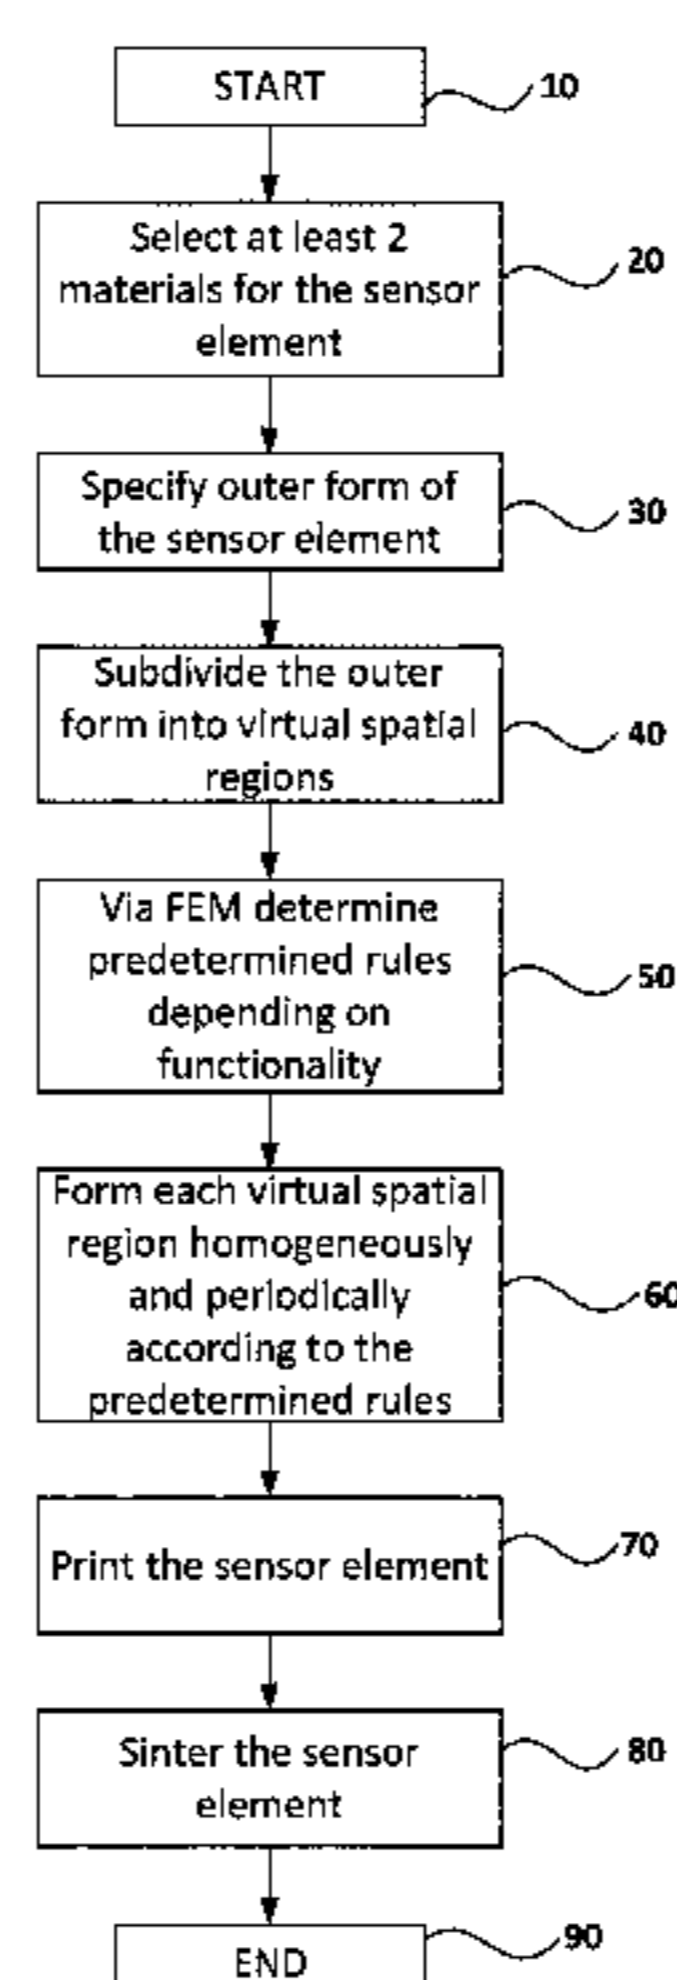 START
10
Select at least 2
materials for the sensor
element
20
Specify outer form of
the sensor element
30
Subdivide the outer
form into virtual spatial
regions
40
Via FEM determine
predetermined rules
depending on
functionality
50
Form each virtual spatial
region homogeneously
and periodically
according to the
predetermined rules
60
Print the sensor element
70
Sinter the sensor
element
80
END
90